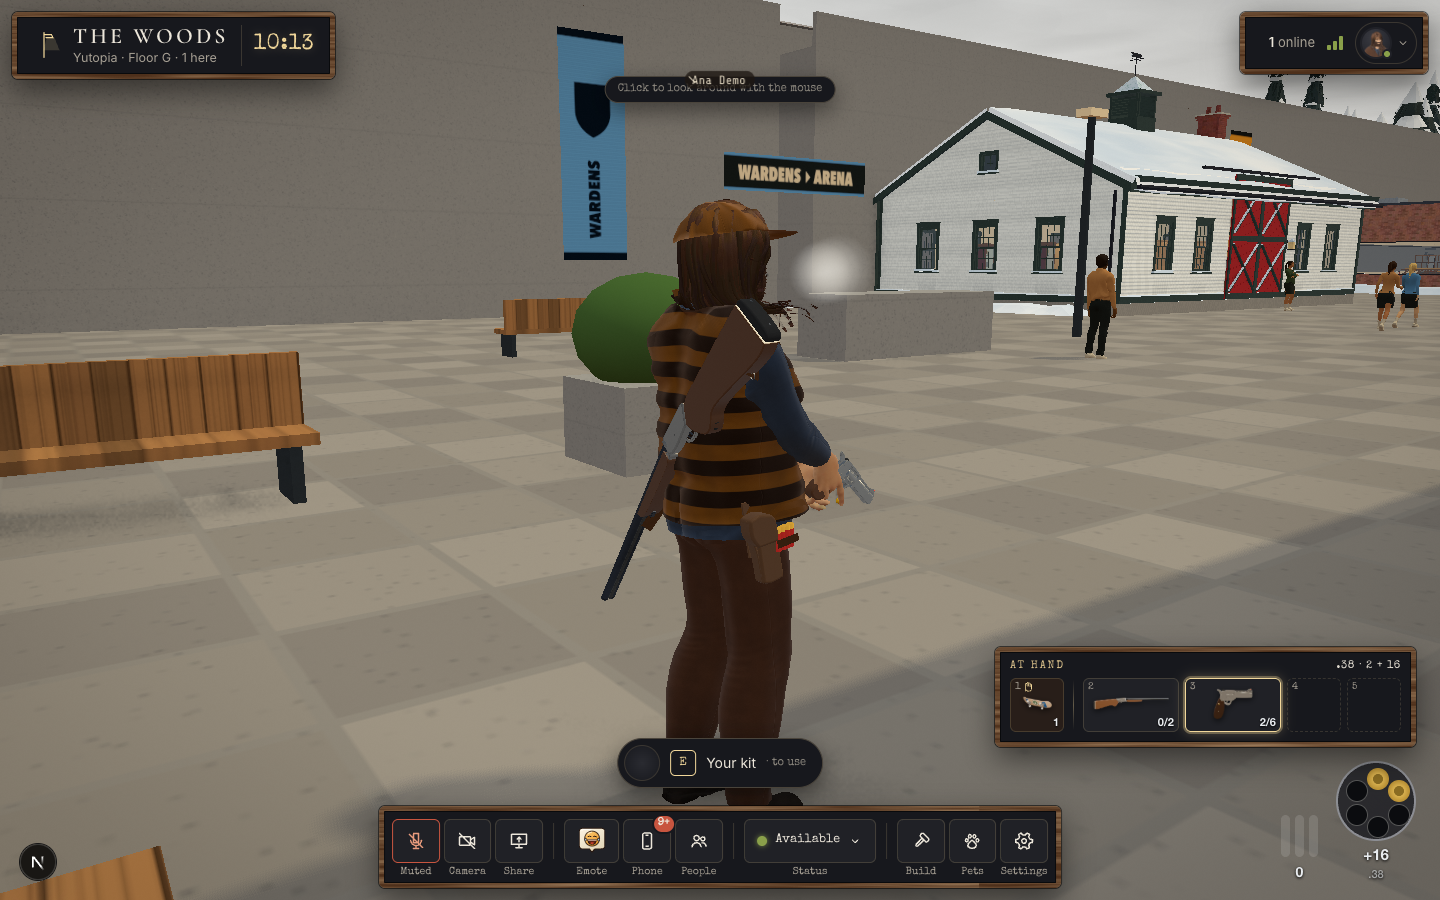 THE WOODS
Yutopia · Floor G · 1 here
10:13
1 online
Ana Demo
Click to look around with the mouse
WARDENS
WARDENS ▸ ARENA
AT HAND
.38 · 2 + 16
1
1
2
0/2
3
2/6
4
5
E
Your kit · to use
+16
.38
0
9+
Available
Muted
Camera
Share
Emote
Phone
People
Status
Build
Pets
Settings
N